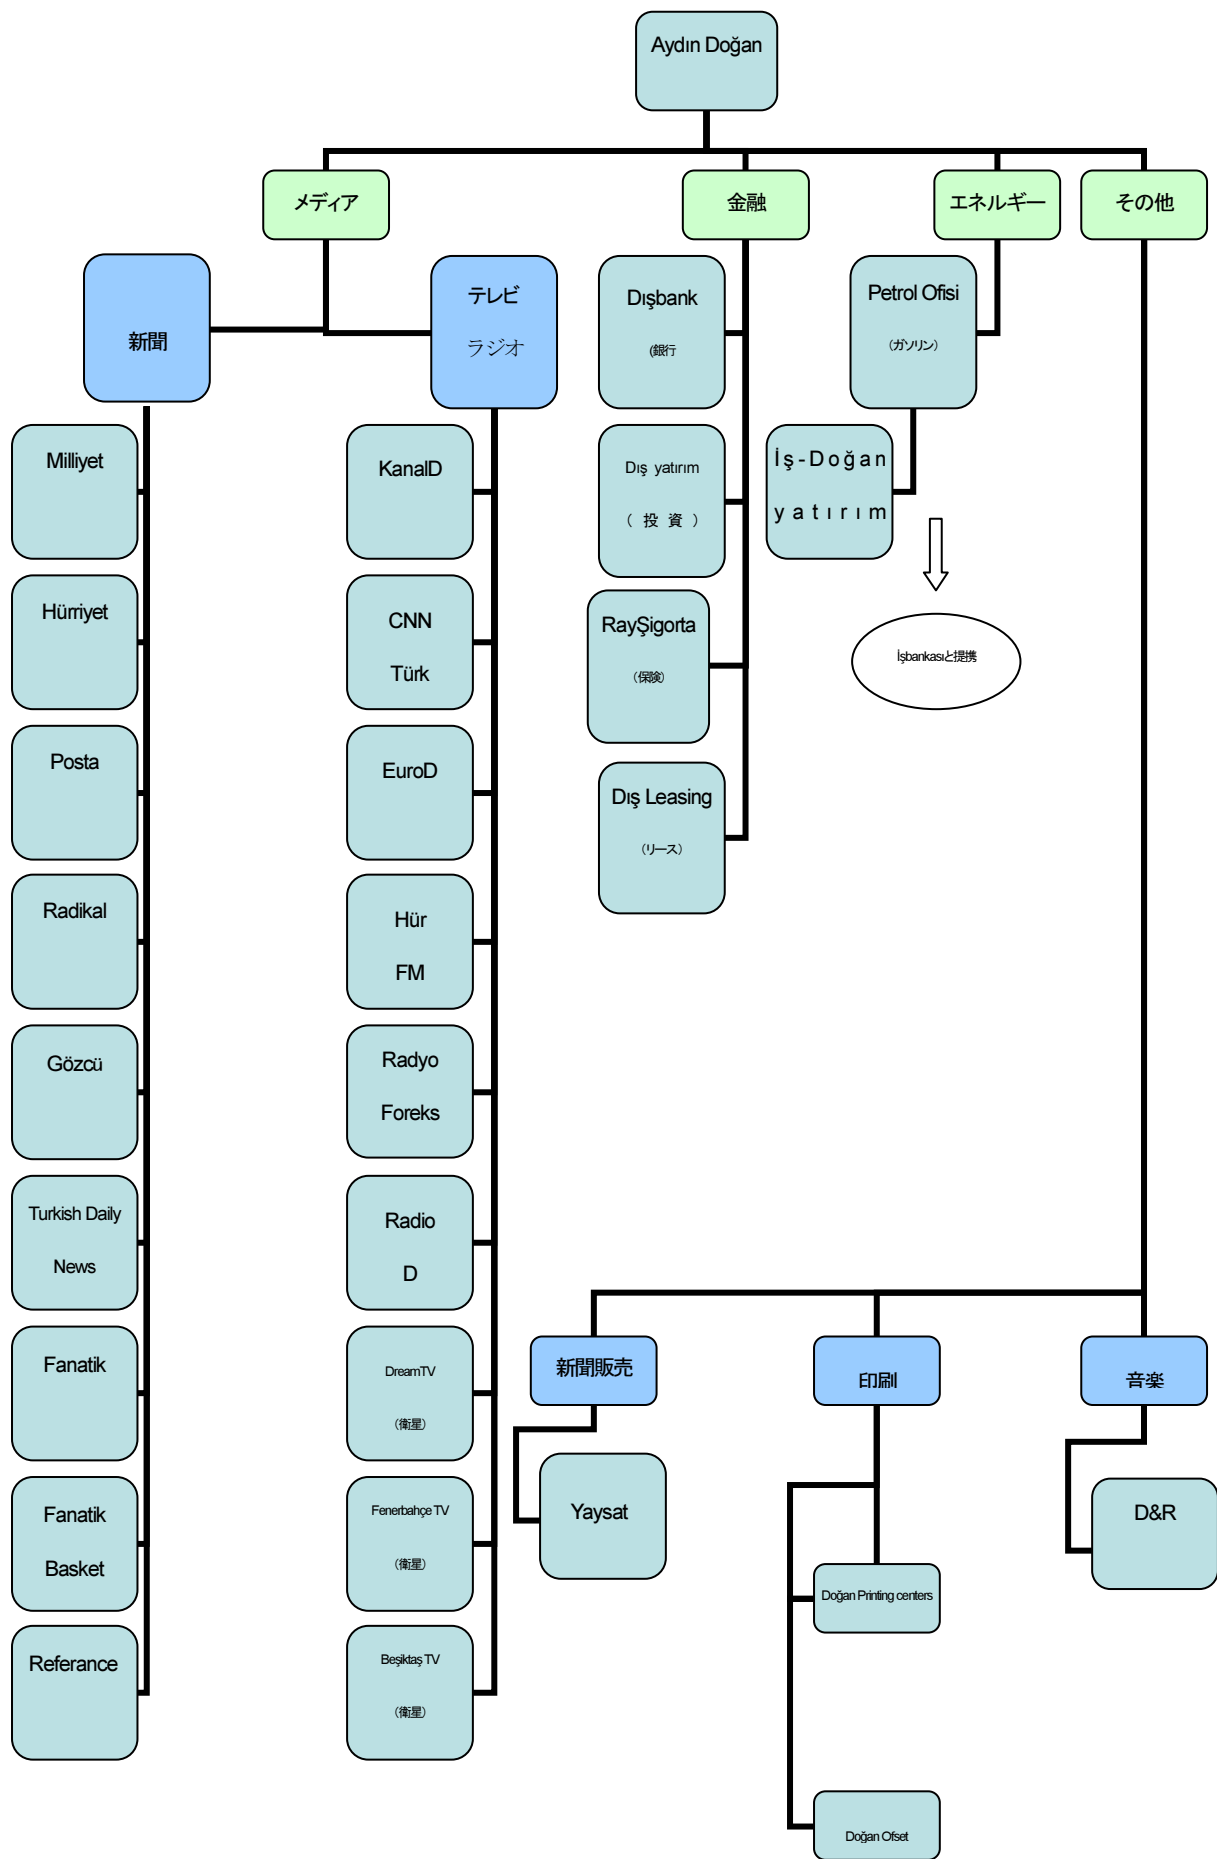 Aydın Doğan
メディア
金融
エネルギー
その他
新聞
テレビ
ラジオ
Milliyet
Hürriyet
Posta
Radikal
Gözcü
Turkish Daily
News
Fanatik
Fanatik
Basket
Referance
KanalD
CNN
Türk
EuroD
Hür
FM
Radyo
Foreks
Radio
D
DreamTV
（衛星）
Fenerbahçe TV
（衛星）
Beşiktaş TV
（衛星）
Dışbank
(銀行
Dış yatırım
（投資）
RayŞigorta
（保険）
Dış Leasing
（リース）
Petrol Ofisi
（ガソリン）
İş-Doğan
yatırım
İşbankasıと提携
新聞販売
Yaysat
印刷
Doğan Printing centers
Doğan Ofset
音楽
D&R